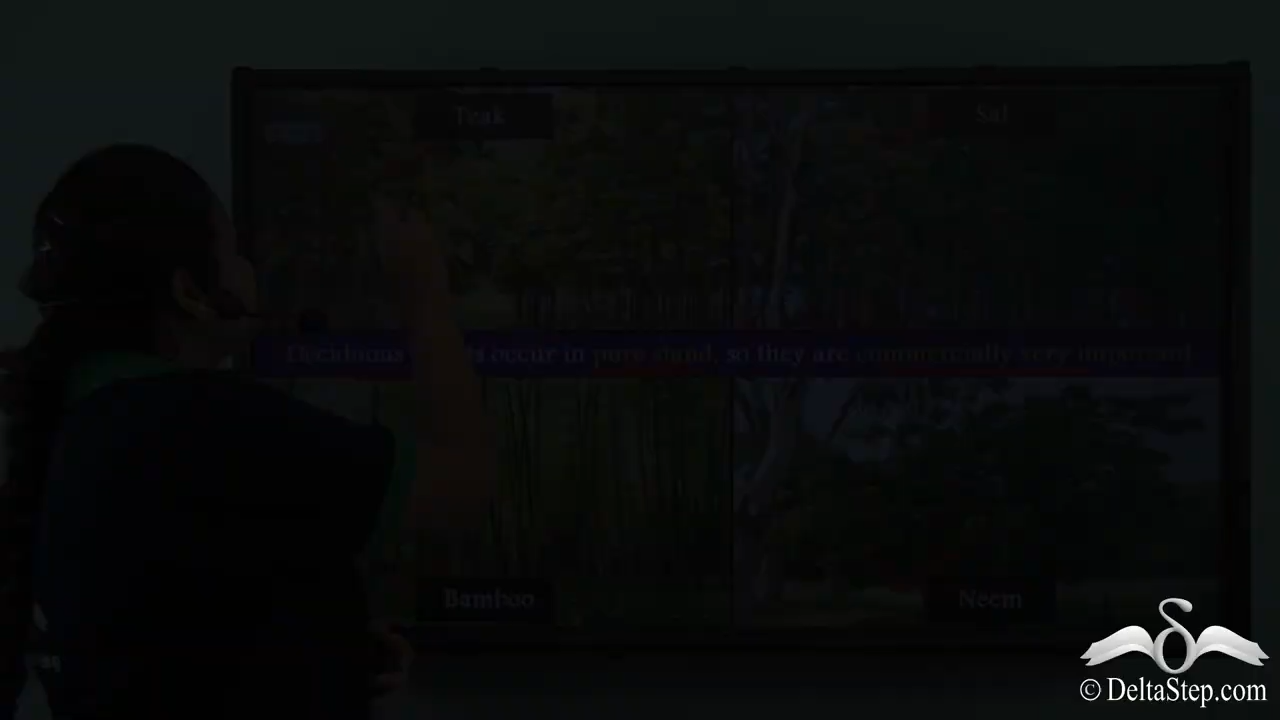 Teak
Sal
Deciduous occur in pure stand, so they are commercially very important
Bamboo
Neem
© DeltaStep.com